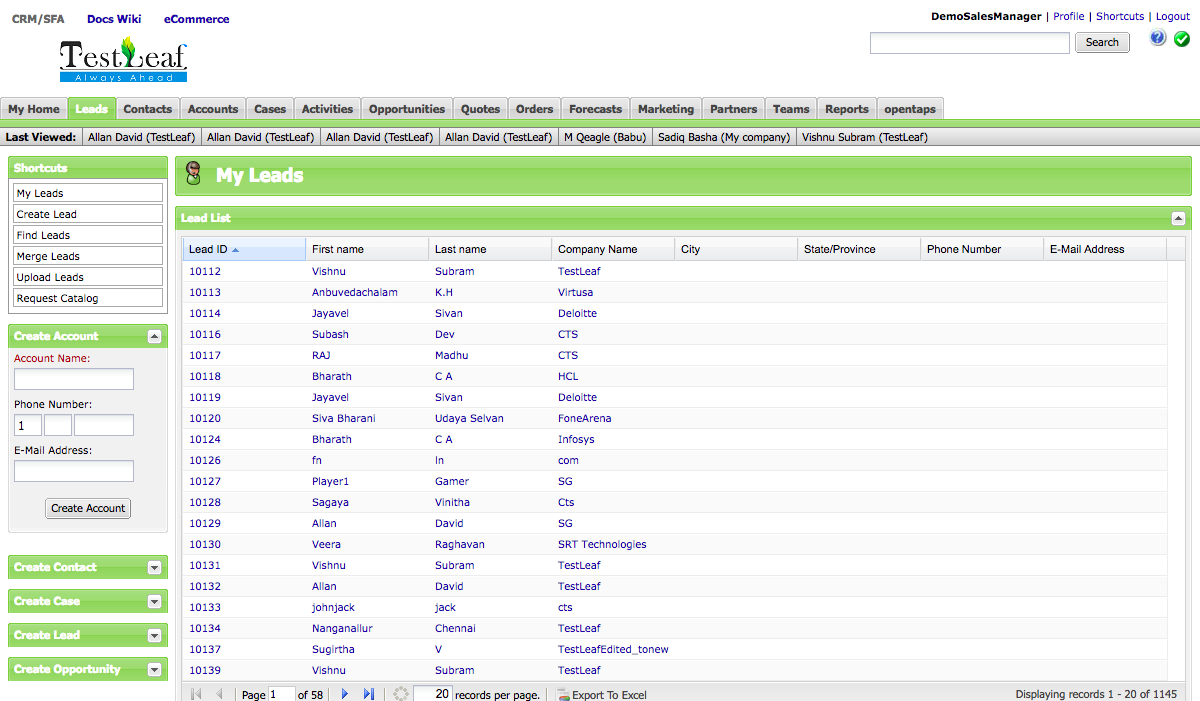 CRM/SFA Docs Wiki eCommerce
DemoSalesManager | Profile | Shortcuts | Logout
Search
TestLeaf
Always Ahead
My Home Leads Contacts Accounts Cases Activities Opportunities Quotes Orders Forecasts Marketing Partners Teams Reports opentaps
Last Viewed: Allan David (TestLeaf) Allan David (TestLeaf) Allan David (TestLeaf) Allan David (TestLeaf) M Qeagle (Babu) Sadiq Basha (My company) Vishnu Subram (TestLeaf)
Shortcuts
My Leads
Create Lead
Find Leads
Merge Leads
Upload Leads
Request Catalog
Create Account
Account Name:
Phone Number:
1
E-Mail Address:
Create Account
Create Contact
Create Case
Create Lead
Create Opportunity
My Leads
Lead List
Lead ID First name Last name Company Name City State/Province Phone Number E-Mail Address
10112 Vishnu Subram TestLeaf
10113 Anbuvedachalam K.H Virtusa
10114 Jayavel Sivan Deloitte
10116 Subash Dev CTS
10117 RAJ Madhu CTS
10118 Bharath C A HCL
10119 Jayavel Sivan Deloitte
10120 Siva Bharani Udaya Selvan FoneArena
10124 Bharath C A Infosys
10126 fn ln com
10127 Player1 Gamer SG
10128 Sagaya Vinitha Cts
10129 Allan David SG
10130 Veera Raghavan SRT Technologies
10131 Vishnu Subram TestLeaf
10132 Allan David TestLeaf
10133 johnjack jack cts
10134 Nanganallur Chennai TestLeaf
10137 Sugirtha V TestLeafEdited_tonew
10139 Vishnu Subram TestLeaf
Page 1 of 58 20 records per page. Export To Excel Displaying records 1 - 20 of 1145